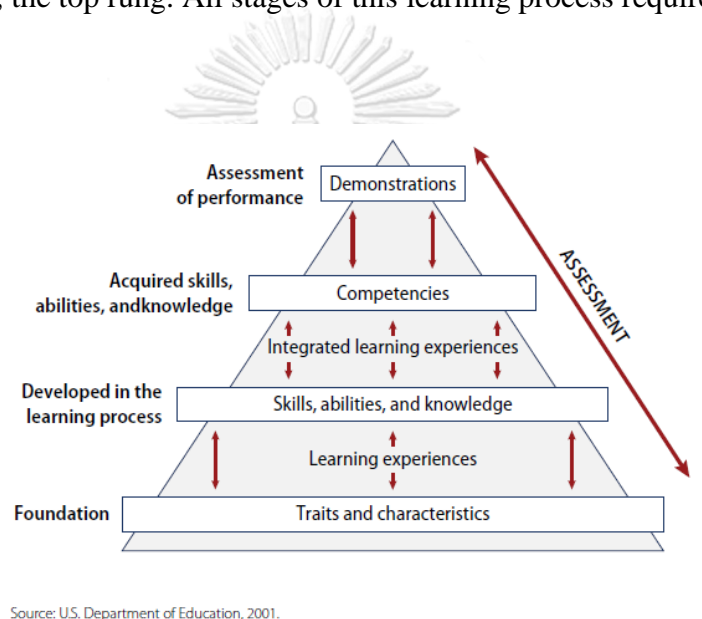 , the top rung. All stages of this learning process require
Assessment
of performance
Demonstrations
ASSESSMENT
Acquired skills,
abilities, andknowledge
Competencies
Integrated learning experiences
Developed in the
learning process
Skills, abilities, and knowledge
Learning experiences
Foundation
Traits and characteristics
Source: U.S. Department of Education, 2001.